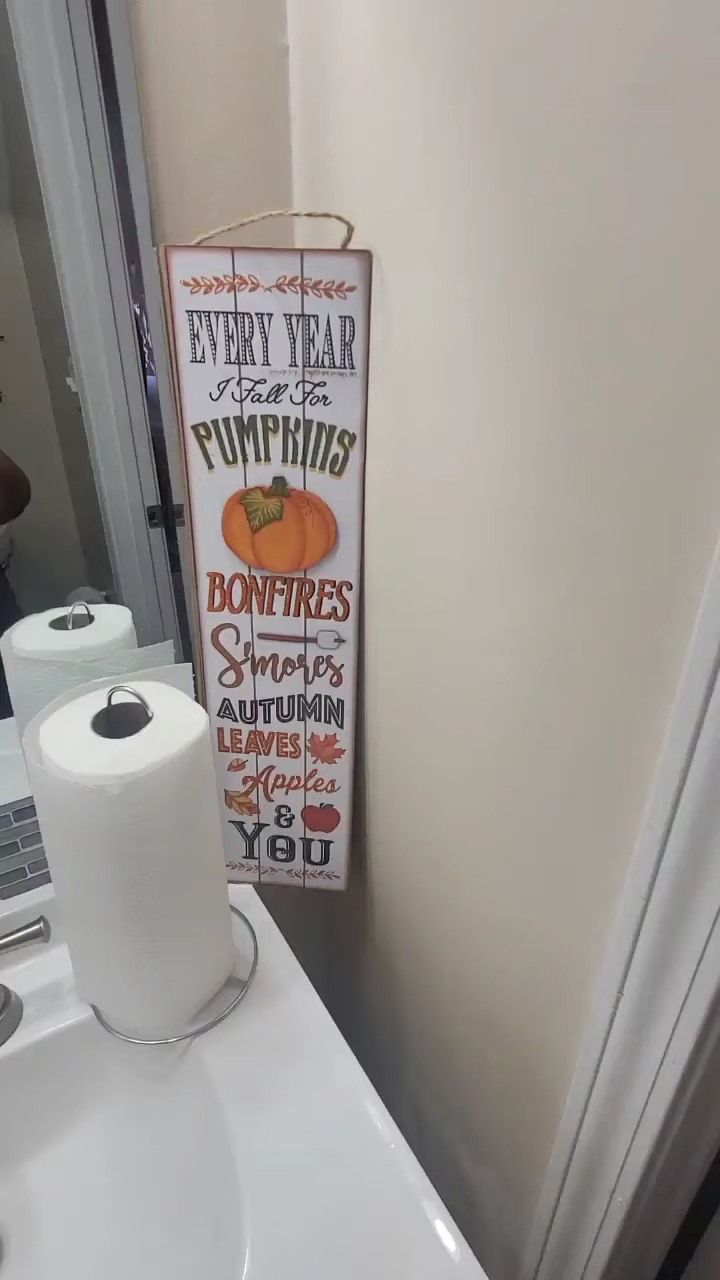 EVERY YEAR
I Fall For
PUMPKINS
BONFIRES
S'mores
AUTUMN
LEAVES
Apples
&
YOU